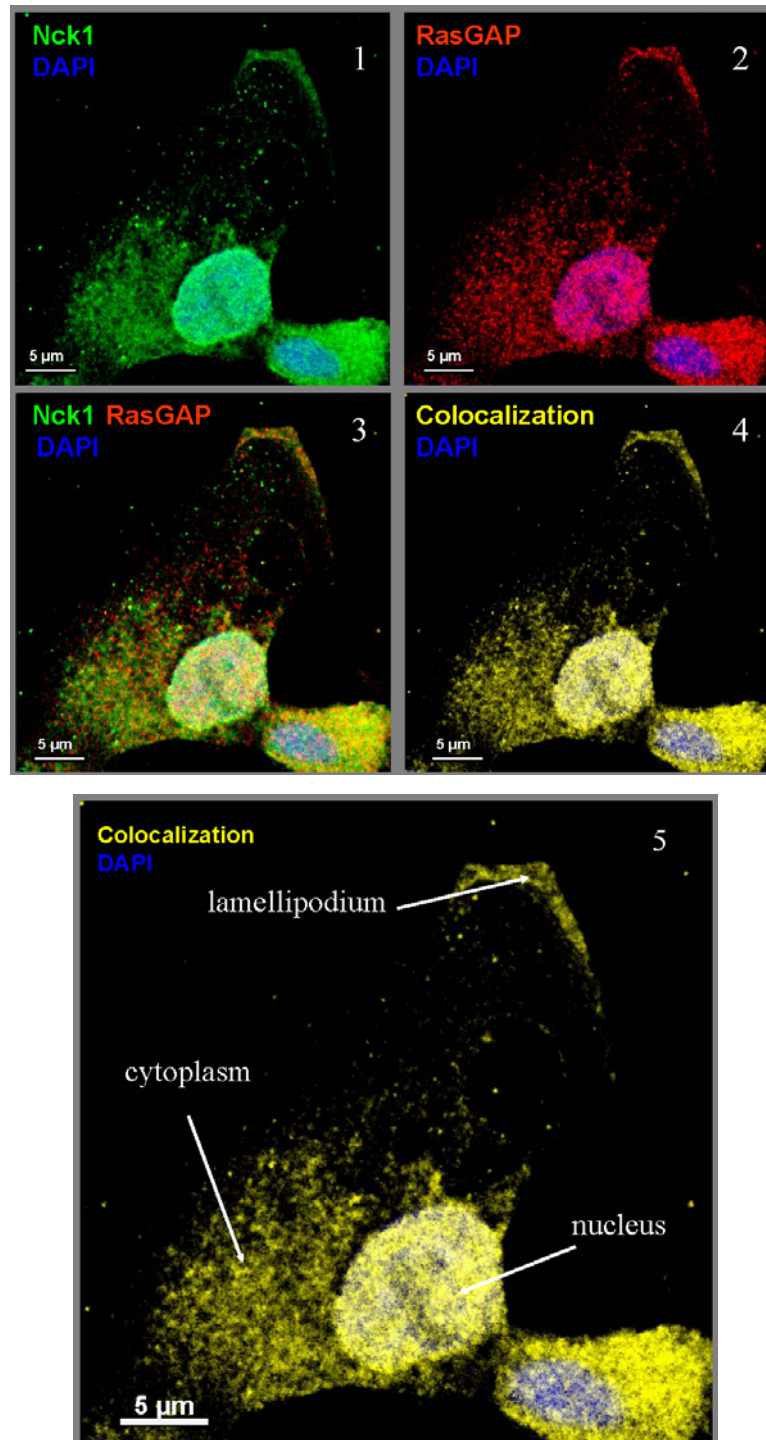 Nck1
DAPI
1
5 µm
RasGAP
DAPI
2
5 µm
Nck1 RasGAP
DAPI
3
5 µm
Colocalization
DAPI
4
5 µm
Colocalization
DAPI
5
lamellipodium
cytoplasm
nucleus
5 µm